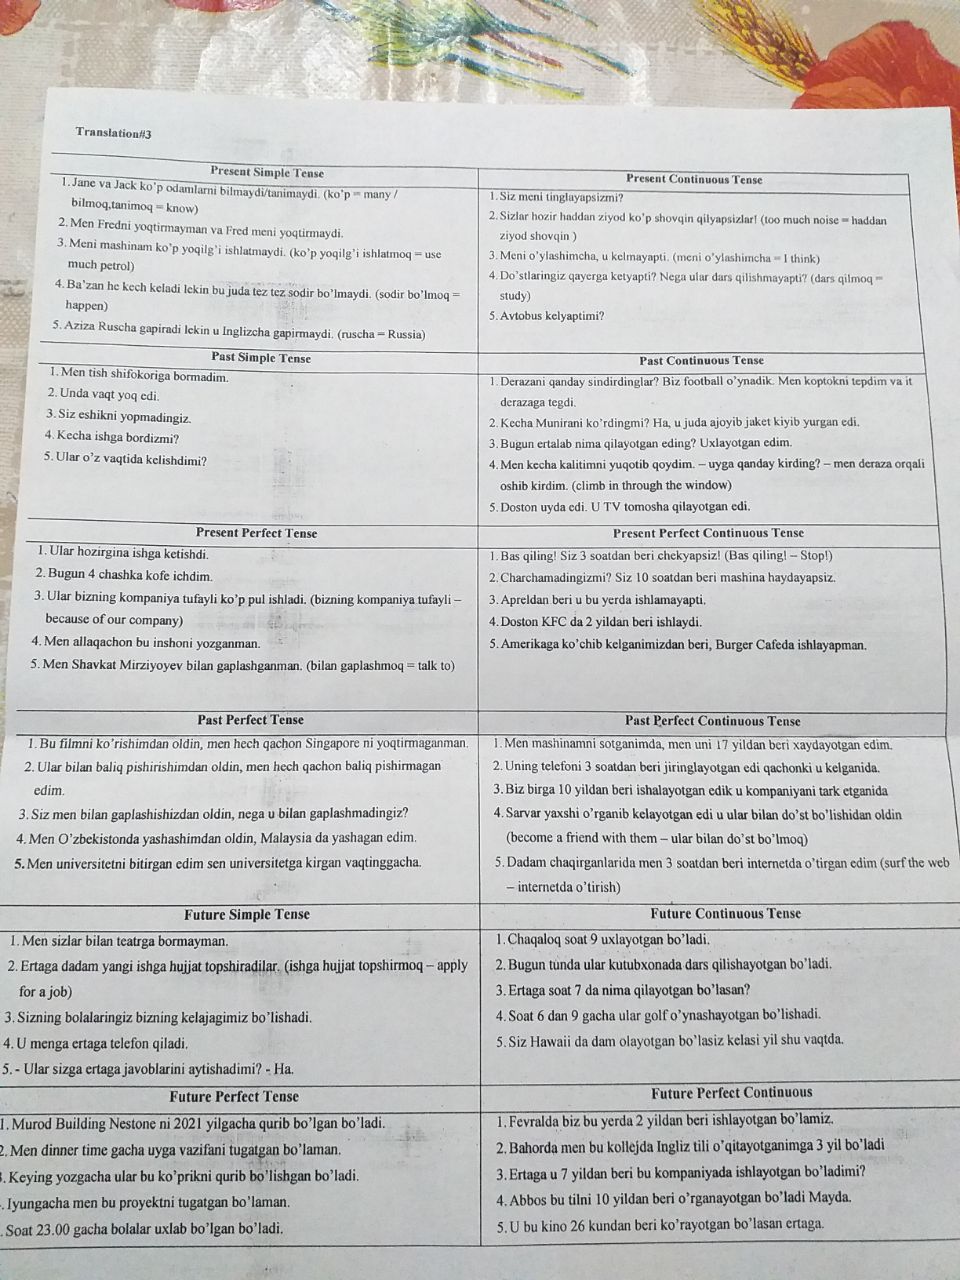 Translation#3
Present Simple Tense
1. Jane va Jack ko'p odamlarni bilmaydi/tanimaydi. (ko'p = many /
bilmoq,tanimoq = know)
2. Men Fredni yoqtirmayman va Fred meni yoqtirmaydi.
3. Meni mashinam ko'p yoqilg'i ishlatmaydi. (ko'p yoqilg'i ishlatmoq = use
much petrol)
4. Ba'zan he kech keladi lekin bu juda tez tez sodir bo'lmaydi. (sodir bo'lmoq =
happen)
5. Aziza Ruscha gapiradi lekin u Inglizcha gapirmaydi. (ruscha = Russia)
Present Continuous Tense
1. Siz meni tinglayapsizmi?
2. Sizlar hozir haddan ziyod ko'p shovqin qilyapsizlar! (too much noise = haddan
ziyod shovqin )
3. Meni o'ylashimcha, u kelmayapti. (meni o'ylashimcha = I think)
4. Do'stlaringiz qayerga ketyapti? Nega ular dars qilishmayapti? (dars qilmoq =
study)
5. Avtobus kelyaptimi?
Past Simple Tense
1. Men tish shifokoriga bormadim.
2. Unda vaqt yoq edi.
3. Siz eshikni yopmadingiz.
4. Kecha ishga bordizmi?
5. Ular o'z vaqtida kelishdimi?
Past Continuous Tense
1. Derazani qanday sindirdinglar? Biz football o'ynadik. Men koptokni tepdim va it
derazaga tegdi.
2. Kecha Munirani ko'rdingmi? Ha, u juda ajoyib jaket kiyib yurgan edi.
3. Bugun ertalab nima qilayotgan eding? Uxlayotgan edim.
4. Men kecha kalitimni yuqotib qoydim. – uyga qanday kirding? – men deraza orqali
oshib kirdim. (climb in through the window)
5. Doston uyda edi. U TV tomosha qilayotgan edi.
Present Perfect Tense
1. Ular hozirgina ishga ketishdi.
2. Bugun 4 chashka kofe ichdim.
3. Ular bizning kompaniya tufayli ko'p pul ishladi. (bizning kompaniya tufayli –
because of our company)
4. Men allaqachon bu inshoni yozganman.
5. Men Shavkat Mirziyoyev bilan gaplashganman. (bilan gaplashmoq = talk to)
Present Perfect Continuous Tense
1. Bas qiling! Siz 3 soatdan beri chekyapsiz! (Bas qiling! – Stop!)
2. Charchamadingizmi? Siz 10 soatdan beri mashina haydayapsiz.
3. Apreldan beri u bu yerda ishlamayapti.
4. Doston KFC da 2 yildan beri ishlaydi.
5. Amerikaga ko'chib kelganimizdan beri, Burger Cafeda ishlayapman.
Past Perfect Tense
1. Bu filmni ko'rishimdan oldin, men hech qachon Singapore ni yoqtirmaganman.
2. Ular bilan baliq pishirishimdan oldin, men hech qachon baliq pishirmagan
edim.
3. Siz men bilan gaplashishizdan oldin, nega u bilan gaplashmadingiz?
4. Men O'zbekistonda yashashimdan oldin, Malaysia da yashagan edim.
5. Men universitetni bitirgan edim sen universitetga kirgan vaqtinggacha.
Past Perfect Continuous Tense
1. Men mashinamni sotganimda, men uni 17 yildan beri xaydayotgan edim.
2. Uning telefoni 3 soatdan beri jiringlayotgan edi qachonki u kelganida.
3. Biz birga 10 yildan beri ishalayotgan edik u kompaniyani tark etganida
4. Sarvar yaxshi o'rganib kelayotgan edi u ular bilan do'st bo'lishidan oldin
(become a friend with them – ular bilan do'st bo'lmoq)
5. Dadam chaqirganlarida men 3 soatdan beri internetda o'tirgan edim (surf the web
– internetda o'tirish)
Future Simple Tense
1. Men sizlar bilan teatrga bormayman.
2. Ertaga dadam yangi ishga hujjat topshiradilar. (ishga hujjat topshirmoq – apply
for a job)
3. Sizning bolalaringiz bizning kelajagimiz bo'lishadi.
4. U menga ertaga telefon qiladi.
5. - Ular sizga ertaga javoblarini aytishadimi? - Ha.
Future Continuous Tense
1. Chaqaloq soat 9 uxlayotgan bo'ladi.
2. Bugun tunda ular kutubxonada dars qilishayotgan bo'ladi.
3. Ertaga soat 7 da nima qilayotgan bo'lasan?
4. Soat 6 dan 9 gacha ular golf o'ynashayotgan bo'lishadi.
5. Siz Hawaii da dam olayotgan bo'lasiz kelasi yil shu vaqtda.
Future Perfect Tense
1. Murod Building Nestone ni 2021 yilgacha qurib bo'lgan bo'ladi.
2. Men dinner time gacha uyga vazifani tugatgan bo'laman.
3. Keying yozgacha ular bu ko'prikni qurib bo'lishgan bo'ladi.
. Iyungacha men bu proyektni tugatgan bo'laman.
. Soat 23.00 gacha bolalar uxlab bo'lgan bo'ladi.
Future Perfect Continuous
1. Fevralda biz bu yerda 2 yildan beri ishlayotgan bo'lamiz.
2. Bahorda men bu kollejda Ingliz tili o'qitayotganimga 3 yil bo'ladi
3. Ertaga u 7 yildan beri bu kompaniyada ishlayotgan bo'ladimi?
4. Abbos bu tilni 10 yildan beri o'rganayotgan bo'ladi Mayda.
5. U bu kino 26 kundan beri ko'rayotgan bo'lasan ertaga.